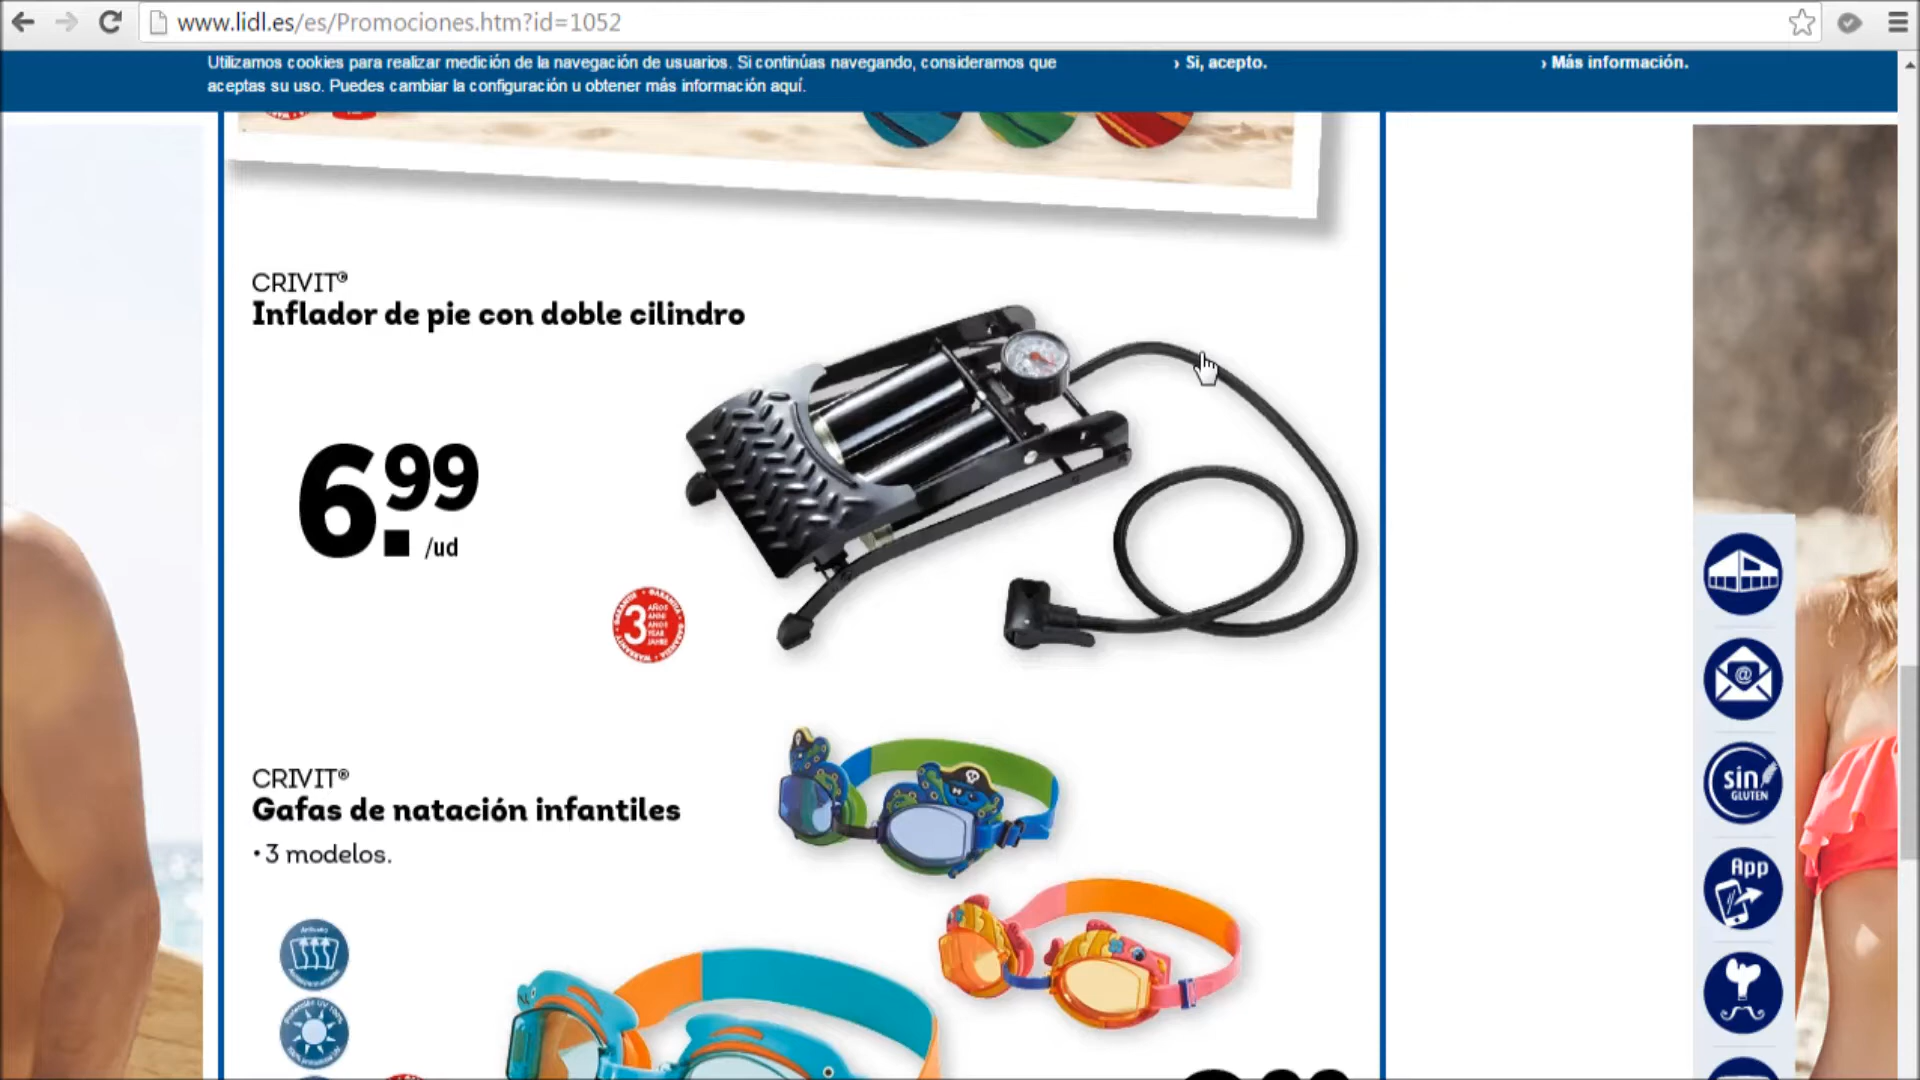 www.lidl.es/es/Promociones.htm?id=1052
Utilizamos cookies para realizar medición de la navegación de usuarios. Si continúas navegando, consideramos que
aceptas su uso. Puedes cambiar la configuración u obtener más información aquí.
› Si, acepto.
› Más información.
CRIVIT®
Inflador de pie con doble cilindro
6.99
/ud
GARANTÍA
3 AÑOS
CRIVIT®
Gafas de natación infantiles
• 3 modelos.
@
sin
GLUTEN
App